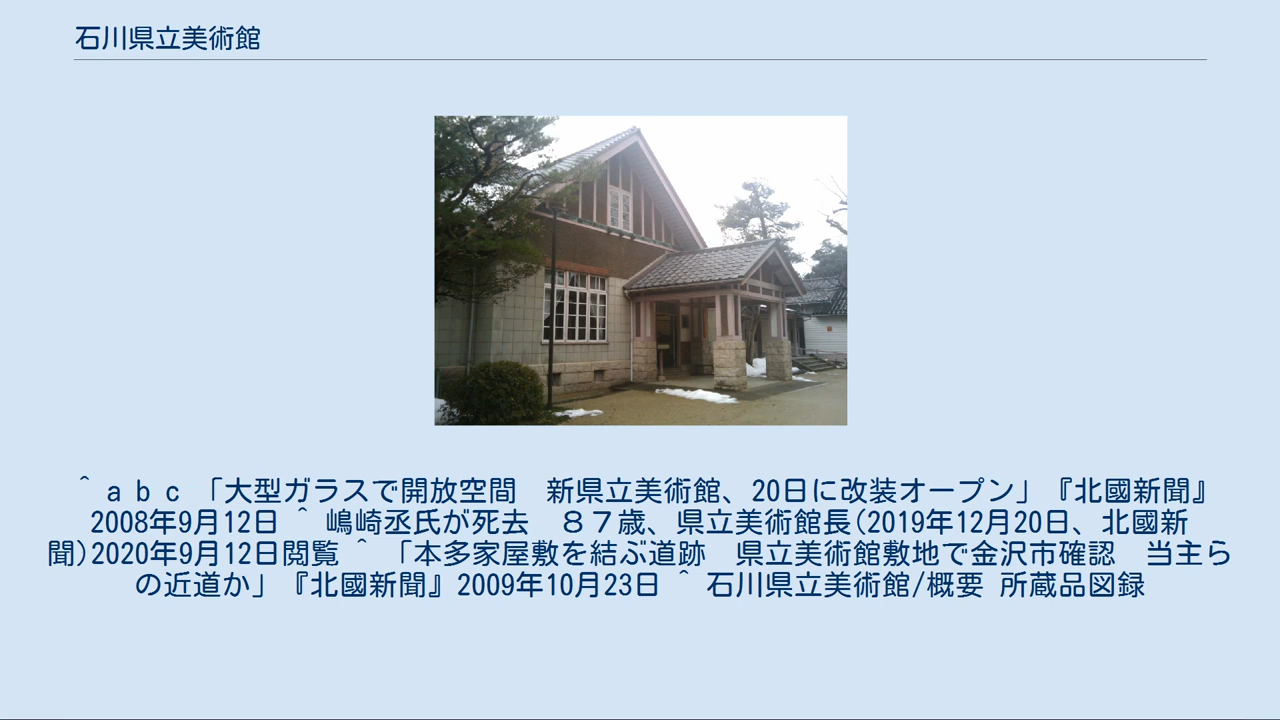 石川県立美術館
^ a b c 「大型ガラスで開放空間　新県立美術館、20日に改装オープン」『北國新聞』
2008年9月12日 ^ 嶋崎丞氏が死去　８７歳、県立美術館長(2019年12月20日、北國新
聞)2020年9月12日閲覧 ^ 「本多家屋敷を結ぶ道跡　県立美術館敷地で金沢市確認　当主ら
の近道か」『北國新聞』2009年10月23日 ^ 石川県立美術館/概要 所蔵品図録